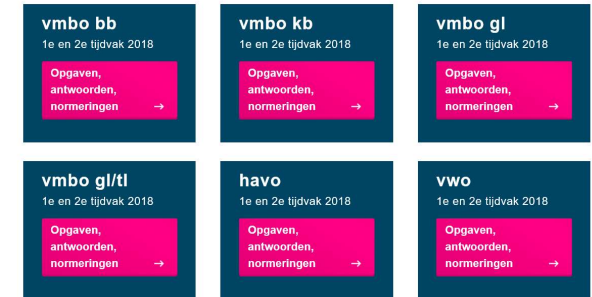 vmbo bb
1e en 2e tijdvak 2018
Opgaven,
antwoorden,
normeringen →
vmbo kb
1e en 2e tijdvak 2018
Opgaven,
antwoorden,
normeringen →
vmbo gl
1e en 2e tijdvak 2018
Opgaven,
antwoorden,
normeringen →
vmbo gl/tl
1e en 2e tijdvak 2018
Opgaven,
antwoorden,
normeringen →
havo
1e en 2e tijdvak 2018
Opgaven,
antwoorden,
normeringen →
vwo
1e en 2e tijdvak 2018
Opgaven,
antwoorden,
normeringen →